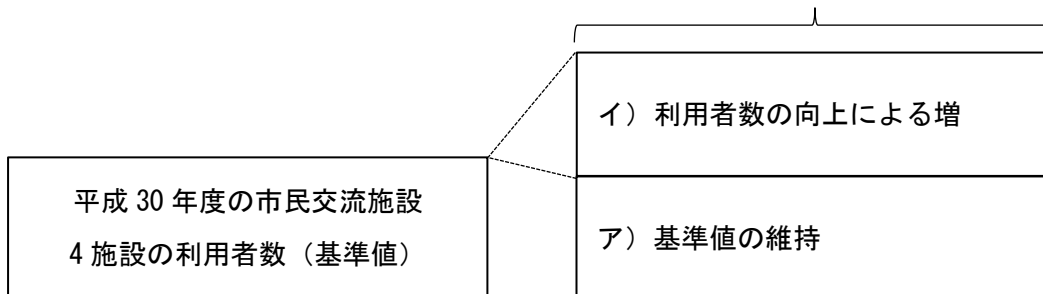 イ）利用者数の向上による増
平成 30 年度の市民交流施設
4 施設の利用者数（基準値）
ア）基準値の維持